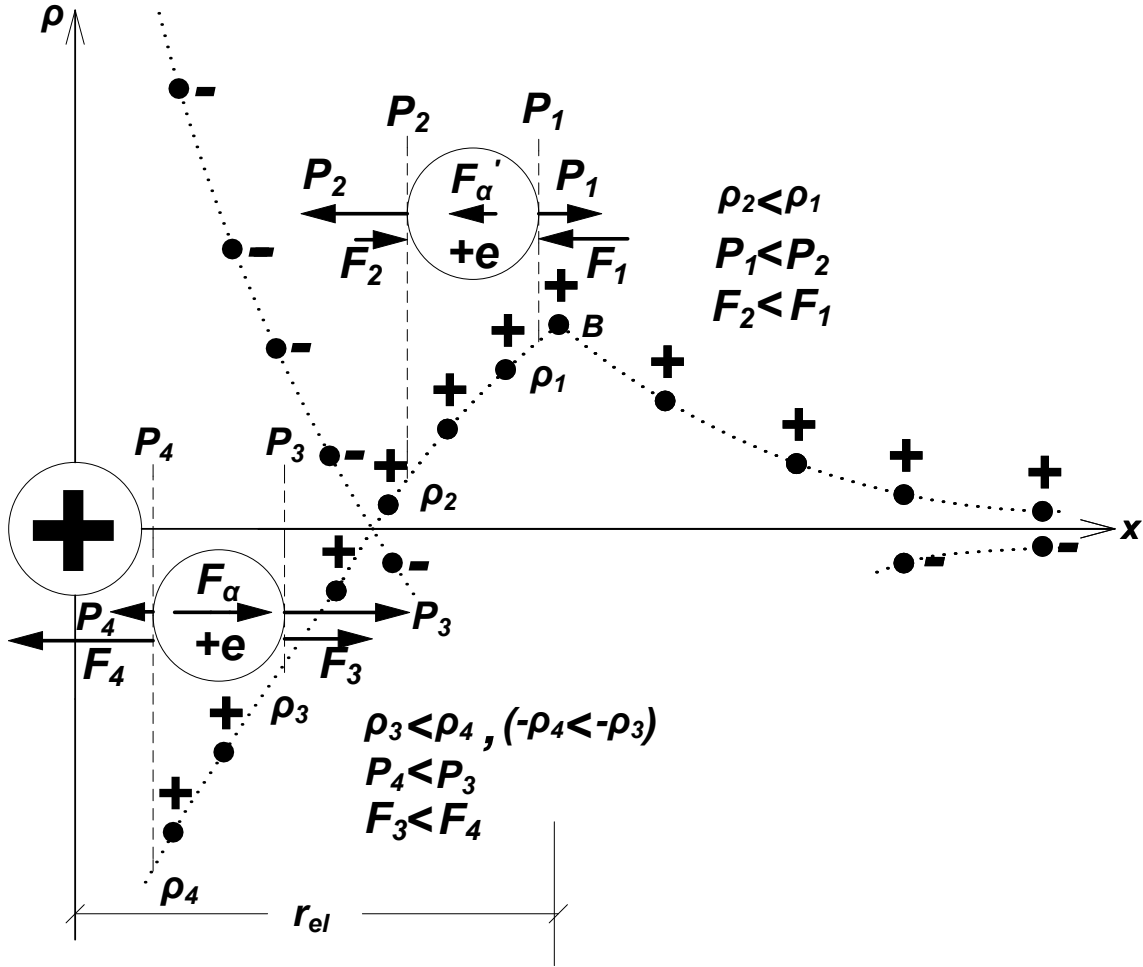 ρ
-
-
-
-
-
-
-
P₂
P₁
P₂
Fα'
P₁
F₂
+e
F₁
ρ₂<ρ₁
P₁<P₂
F₂<F₁
+
+
+
+
+
+
+
+
+
+
+
+
B
ρ₁
ρ₂
P₄
P₃
+
x
Fα
P₄
P₃
+e
F₄
F₃
ρ₃
ρ₃<ρ₄ , (-ρ₄<-ρ₃)
P₄<P₃
F₃<F₄
ρ₄
r_el